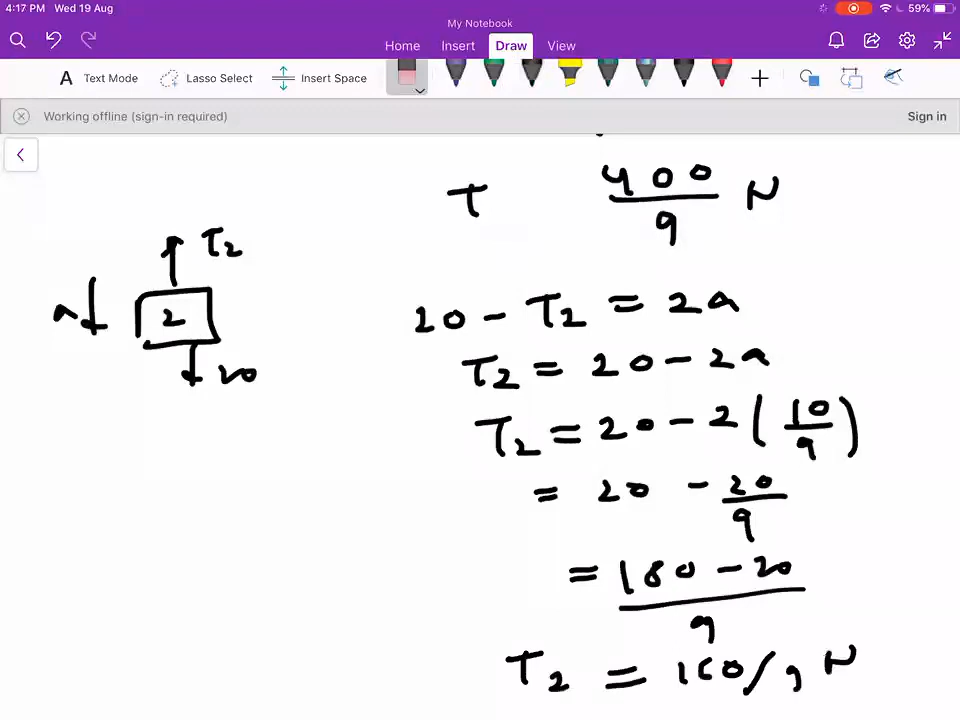 4:17 PM Wed 19 Aug
59%
My Notebook
Home Insert Draw View
Text Mode Lasso Select Insert Space
Working offline (sign-in required) Sign in
T 400/9 N
T2
a 2
20
20 - T2 = 2a
T2 = 20 - 2a
T2 = 20 - 2 (10/9)
= 20 - 20/9
= 180 - 20/9
T2 = 160/9 N